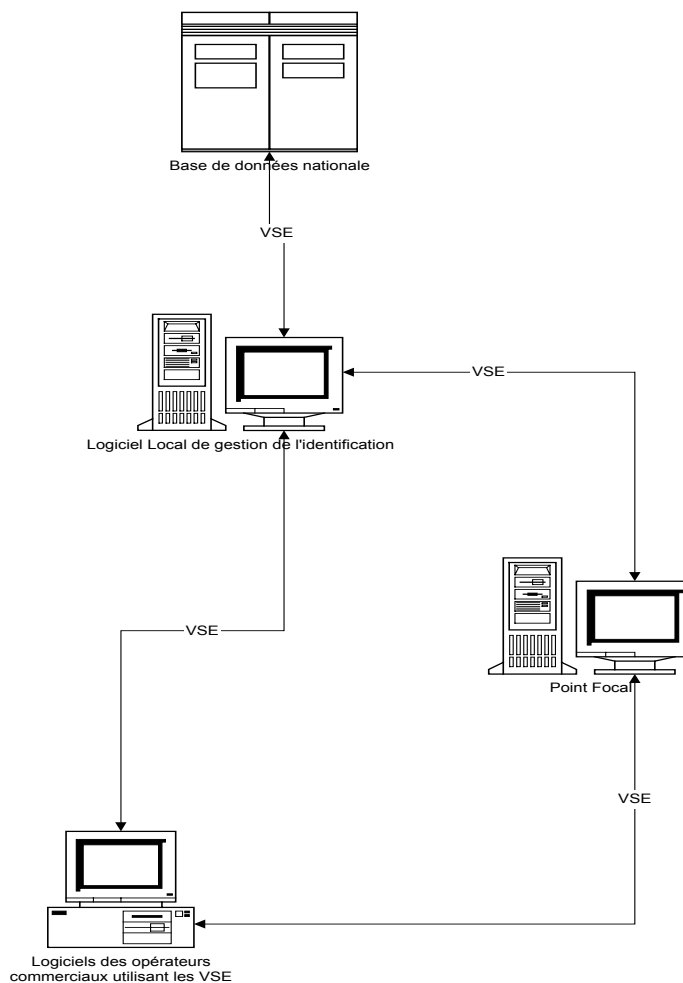 Base de données nationale
VSE
VSE
Logiciel Local de gestion de l'identification
VSE
Point Focal
VSE
Logiciels des opérateurs
commerciaux utilisant les VSE